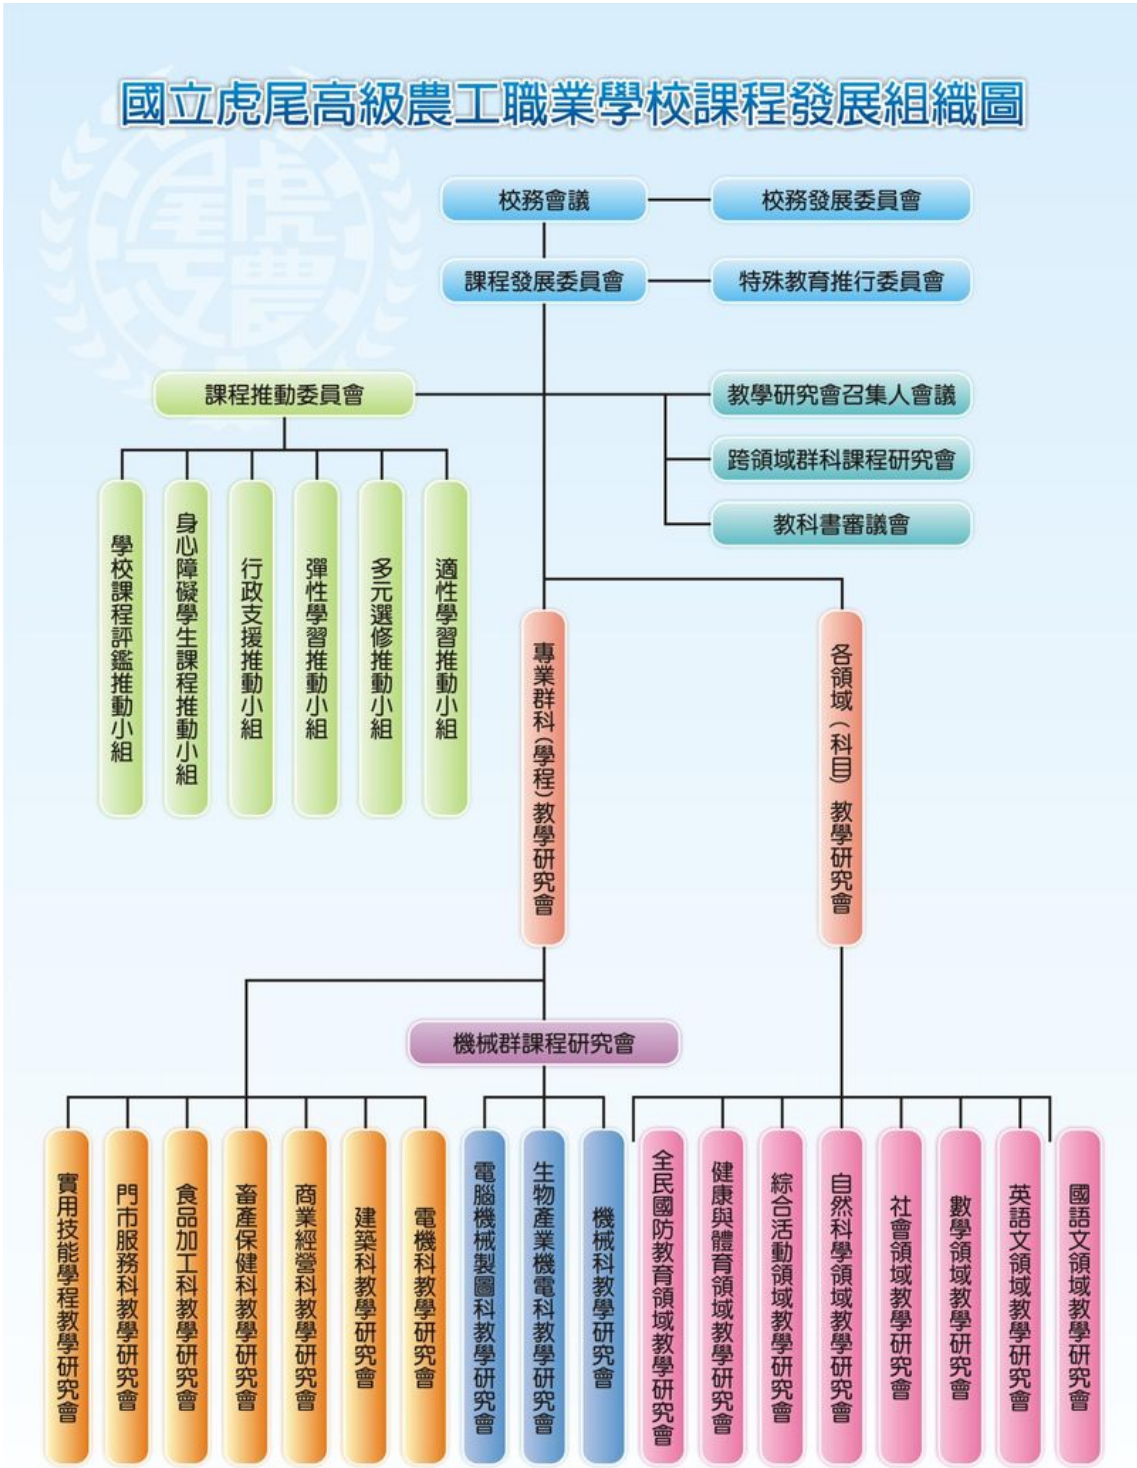 國立虎尾高級農工職業學校課程發展組織圖
校務會議
校務發展委員會
課程發展委員會
特殊教育推行委員會
課程推動委員會
教學研究會召集人會議
跨領域群科課程研究會
教科書審議會
學校課程評鑑推動小組
身心障礙學生課程推動小組
行政支援推動小組
彈性學習推動小組
多元選修推動小組
適性學習推動小組
專業群科(學程)教學研究會
各領域(科目)教學研究會
機械群課程研究會
實用技能學程教學研究會
門市服務科教學研究會
食品加工科教學研究會
畜產保健科教學研究會
商業經營科教學研究會
建築科教學研究會
電機科教學研究會
電腦機械製圖科教學研究會
生物產業機電科教學研究會
機械科教學研究會
全民國防教育領域教學研究會
健康與體育領域教學研究會
綜合活動領域教學研究會
自然科學領域教學研究會
社會領域教學研究會
數學領域教學研究會
英語文領域教學研究會
國語文領域教學研究會